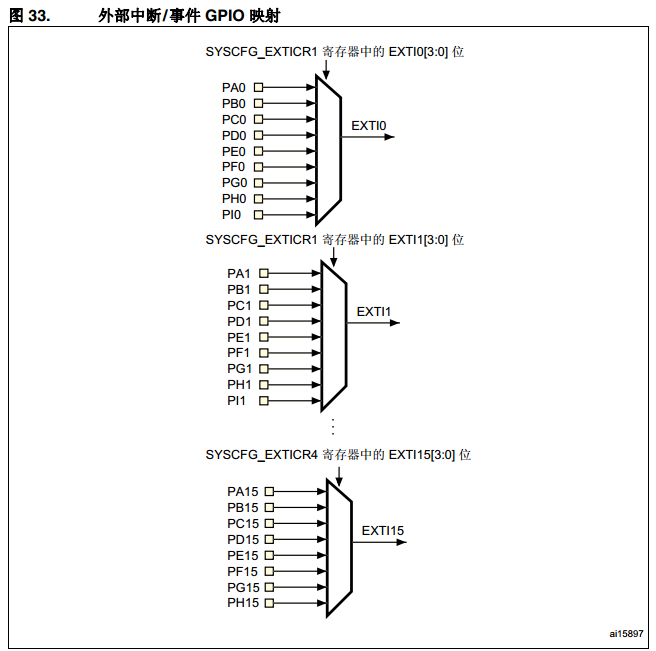 图 33. 外部中断/事件 GPIO 映射
SYSCFG_EXTICR1 寄存器中的 EXTI0[3:0] 位
PA0
PB0
PC0
PD0
PE0
PF0
PG0
PH0
PI0
EXTI0
SYSCFG_EXTICR1 寄存器中的 EXTI1[3:0] 位
PA1
PB1
PC1
PD1
PE1
PF1
PG1
PH1
PI1
EXTI1
SYSCFG_EXTICR4 寄存器中的 EXTI15[3:0] 位
PA15
PB15
PC15
PD15
PE15
PF15
PG15
PH15
EXTI15
ai15897